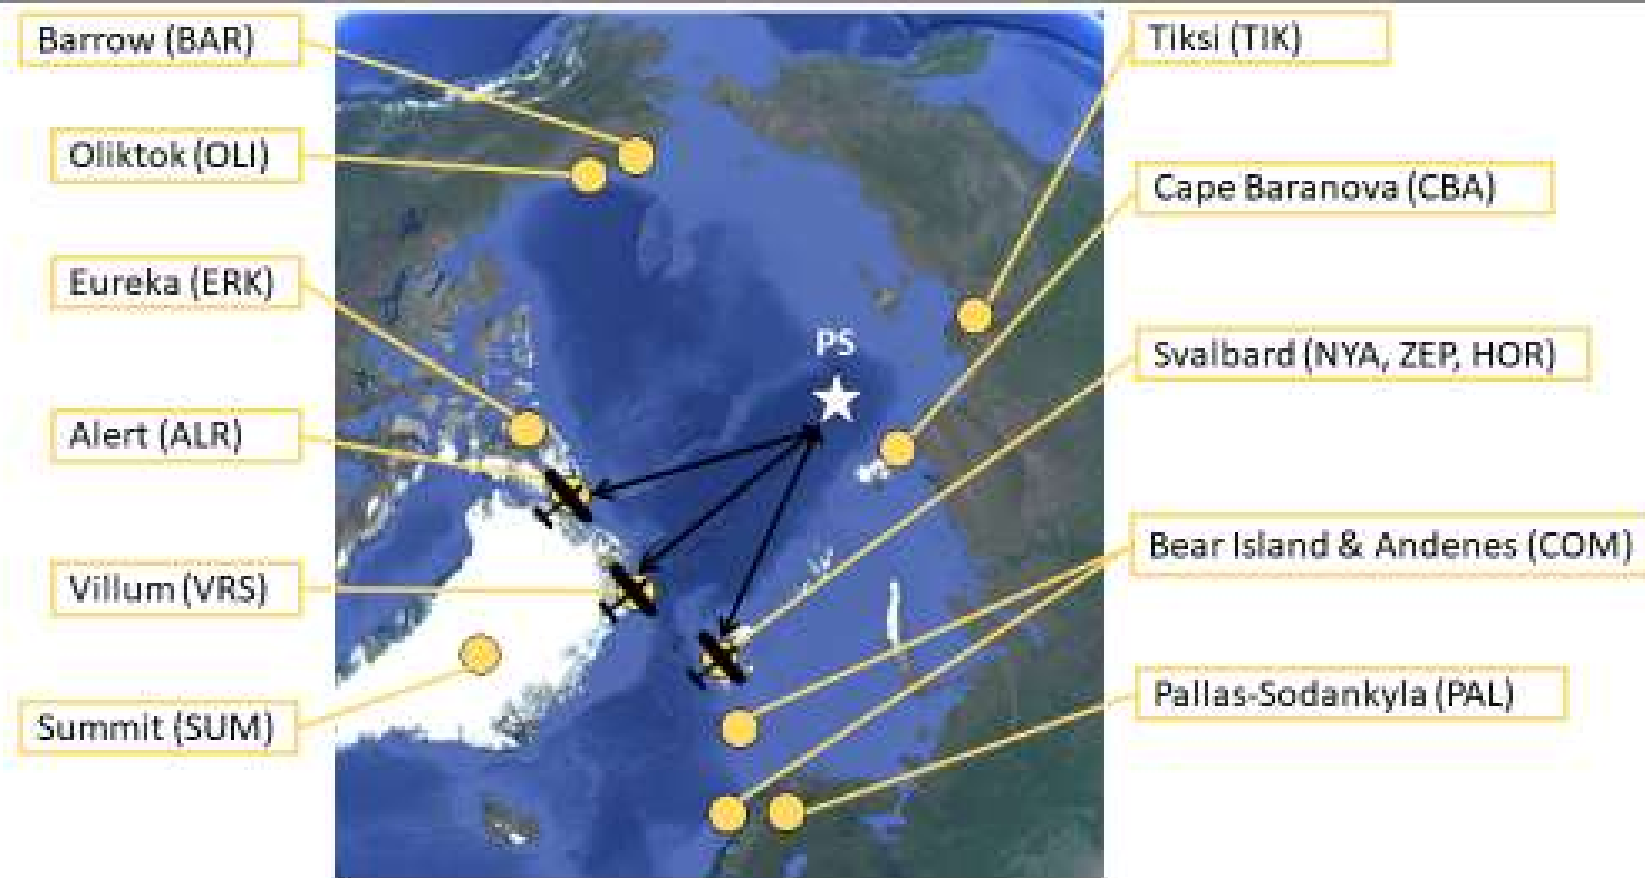 Barrow (BAR)
Oliktok (OLI)
Eureka (ERK)
Alert (ALR)
Villum (VRS)
Summit (SUM)
PS
Tiksi (TIK)
Cape Baranova (CBA)
Svalbard (NYA, ZEP, HOR)
Bear Island & Andenes (COM)
Pallas-Sodankyla (PAL)